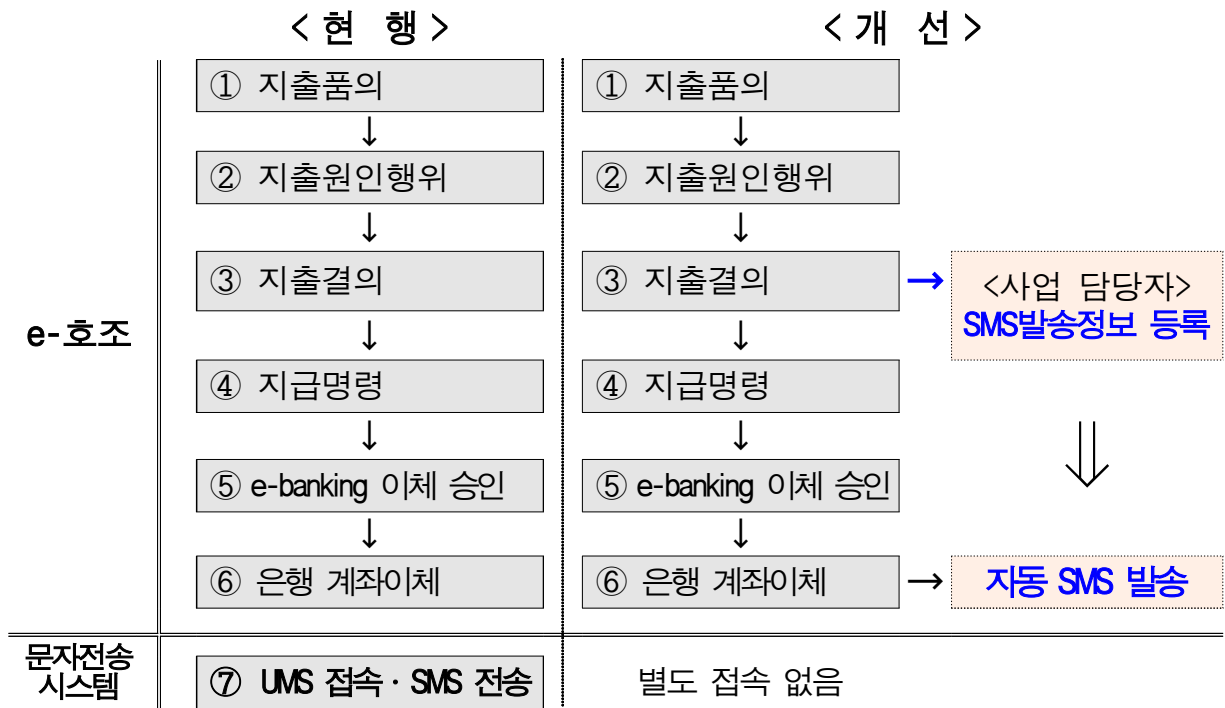 <현 행>
<개 선>
e-호조
① 지출품의
↓
② 지출원인행위
↓
③ 지출결의
↓
④ 지급명령
↓
⑤ e-banking 이체 승인
↓
⑥ 은행 계좌이체
① 지출품의
↓
② 지출원인행위
↓
③ 지출결의
→
<사업 담당자>
SMS발송정보 등록
↓
④ 지급명령
⇓
↓
⑤ e-banking 이체 승인
↓
⑥ 은행 계좌이체
→
자동 SMS 발송
문자전송
시스템
⑦ UMS 접속·SMS 전송
별도 접속 없음